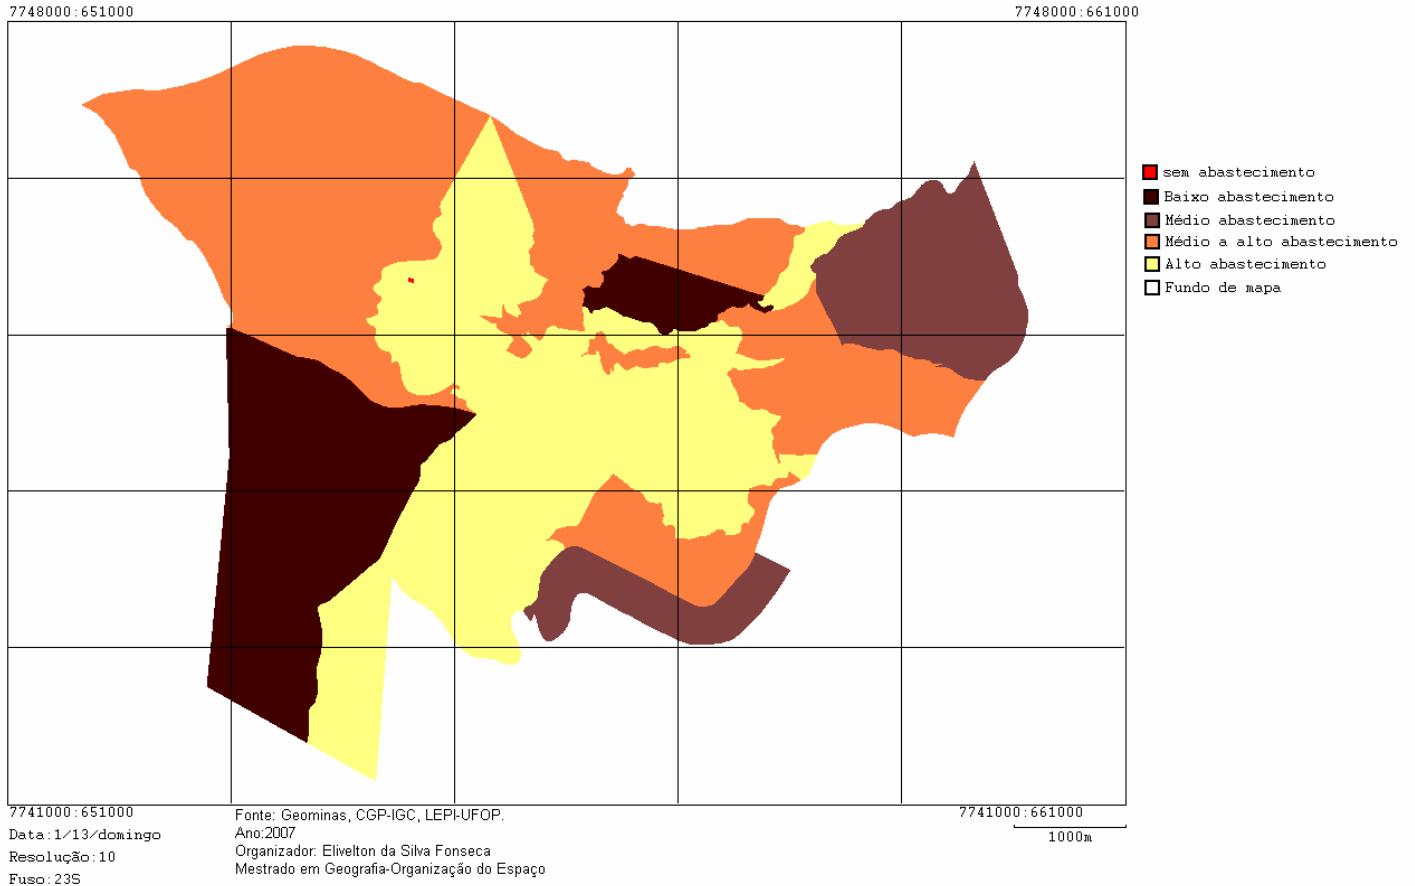 7748000:651000
7748000:661000
sem abastecimento
Baixo abastecimento
Médio abastecimento
Médio a alto abastecimento
Alto abastecimento
Fundo de mapa
7741000:651000
7741000:661000
Data:1/13/domingo
Resolução:10
Fuso:23S
Fonte: Geominas, CGP-IGC, LEPI-UFOP.
Ano:2007
Organizador: Elivelton da Silva Fonseca
Mestrado em Geografia-Organização do Espaço
1000m